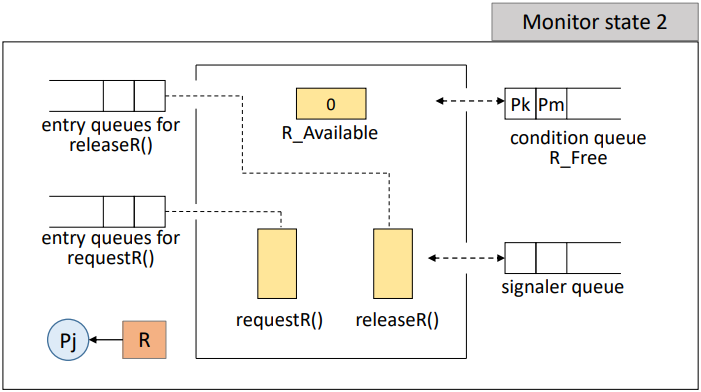 Monitor state 2
entry queues for
releaseR()
0
R_Available
Pk Pm
condition queue
R_Free
entry queues for
requestR()
requestR()
releaseR()
signaler queue
Pj
R